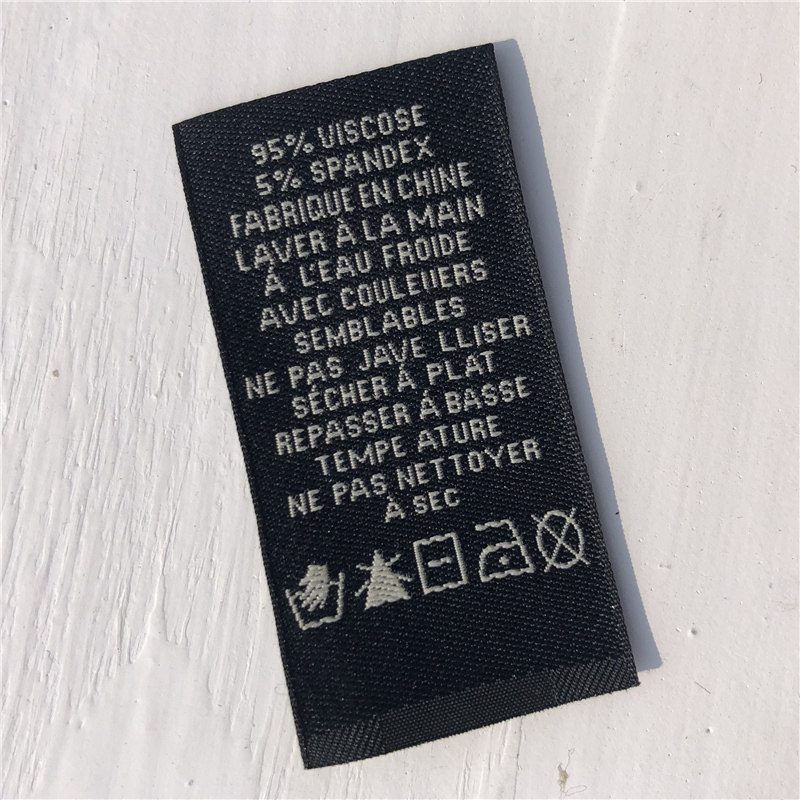 95% VISCOSE
5% SPANDEX
FABRIQUE EN CHINE
LAVER À LA MAIN
À L'EAU FROIDE
AVEC COULEUERS
SEMBLABLES
NE PAS JAVE LLISER
SÉCHER À PLAT
REPASSER À BASSE
TEMPE ATURE
NE PAS NETTOYER
À SEC